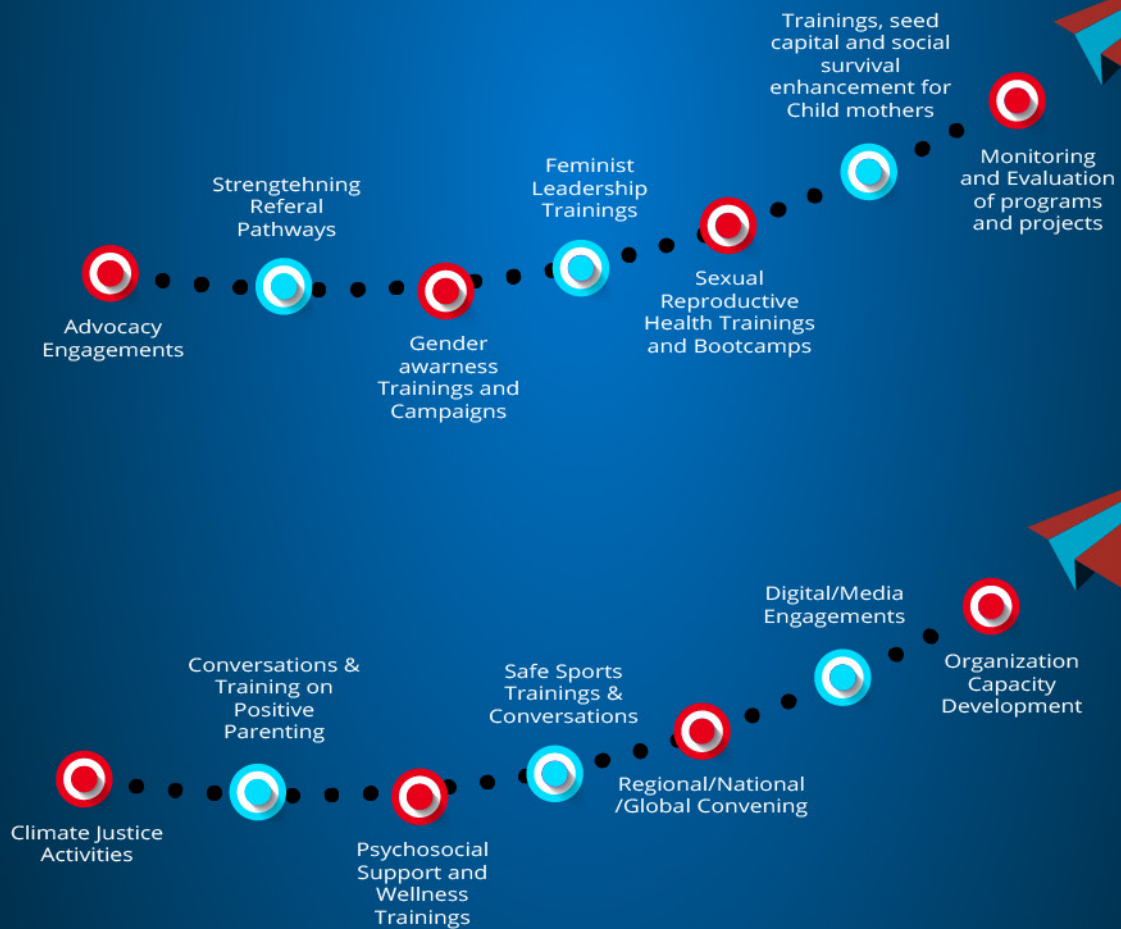 Advocacy
Engagements
Strengtehning
Referal
Pathways
Gender
awarness
Trainings and
Campaigns
Feminist
Leadership
Trainings
Sexual
Reproductive
Health Trainings
and Bootcamps
Trainings, seed
capital and social
survival
enhancement for
Child mothers
Monitoring
and Evaluation
of programs
and projects
Climate Justice
Activities
Conversations &
Training on
Positive
Parenting
Psychosocial
Support and
Wellness
Trainings
Safe Sports
Trainings &
Conversations
Regional/National
/Global Convening
Digital/Media
Engagements
Organization
Capacity
Development